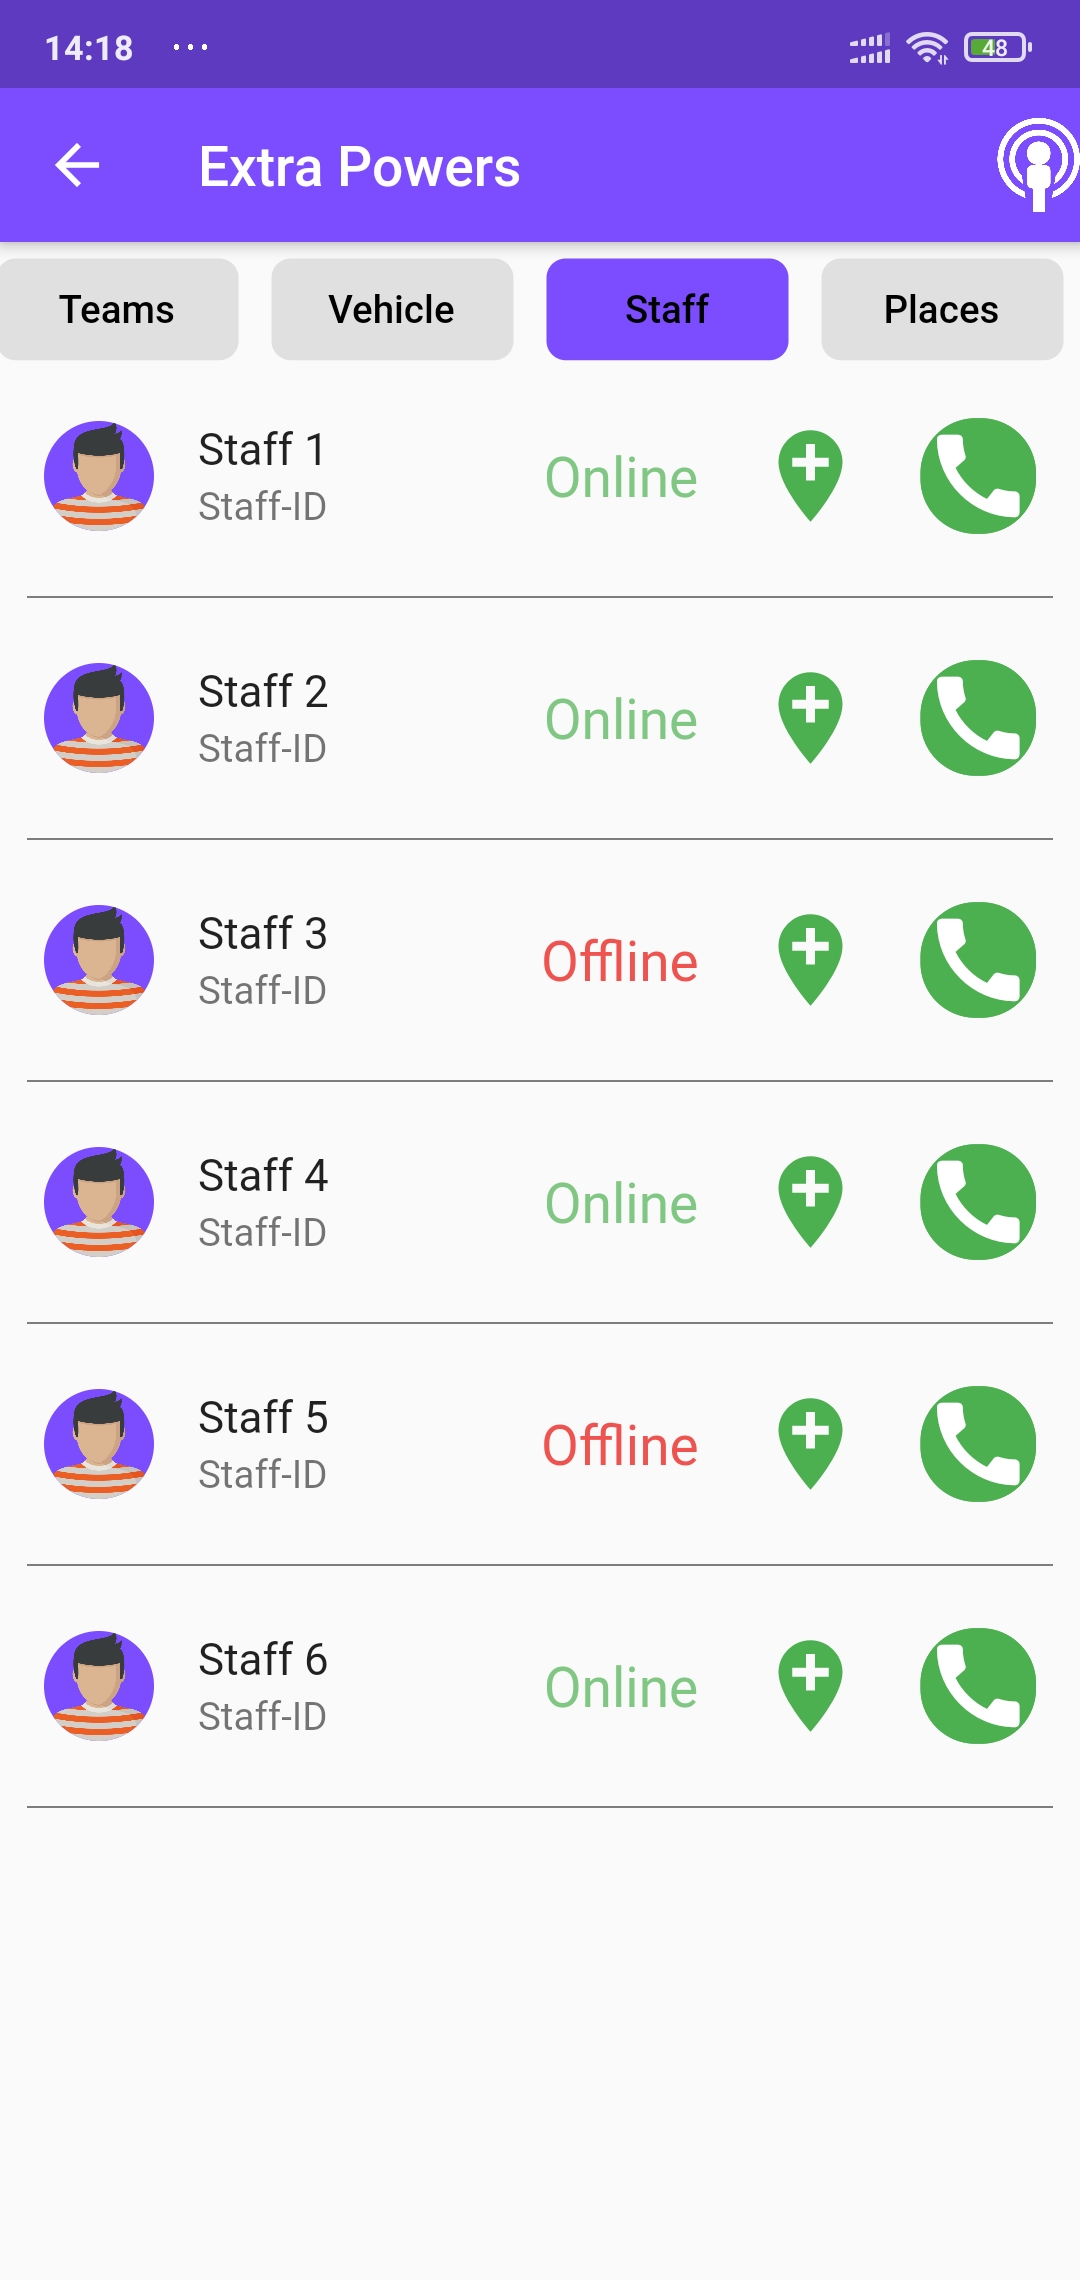 14:18 ... 48
Extra Powers
Teams Vehicle Staff Places
Staff 1
Staff-ID
Online
Staff 2
Staff-ID
Online
Staff 3
Staff-ID
Offline
Staff 4
Staff-ID
Online
Staff 5
Staff-ID
Offline
Staff 6
Staff-ID
Online